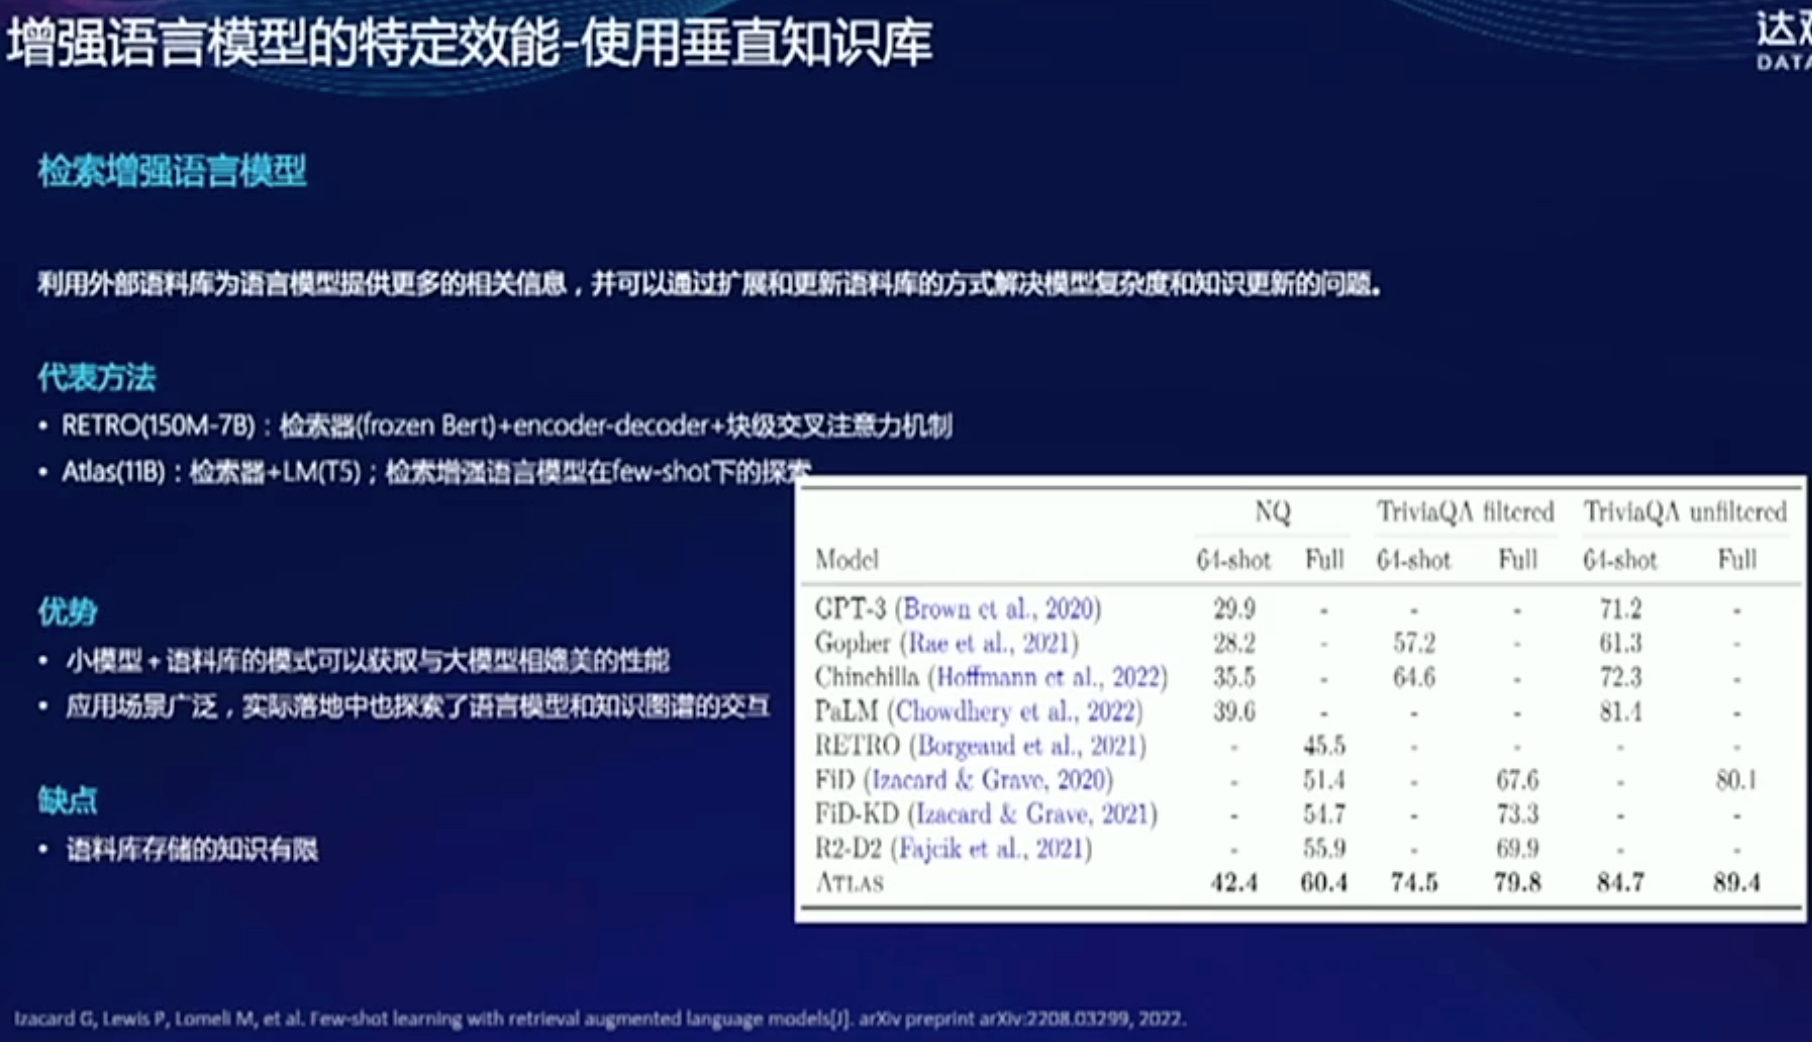 增强语言模型的特定效能-使用垂直知识库
达观
DATA
检索增强语言模型
利用外部语料库为语言模型提供更多的相关信息，并可以通过扩展和更新语料库的方式解决模型复杂度和知识更新的问题。
代表方法
• RETRO(150M-7B)：检索器(frozen Bert)+encoder-decoder+块级交叉注意力机制
• Atlas(11B)：检索器+LM(T5)；检索增强语言模型在few-shot下的探索
优势
• 小模型+语料库的模式可以获取与大模型相媲美的性能
• 应用场景广泛，实际落地中也探索了语言模型和知识图谱的交互
缺点
• 语料库存储的知识有限
NQ TriviaQA filtered TriviaQA unfiltered
Model 64-shot Full 64-shot Full 64-shot Full
GPT-3 (Brown et al., 2020) 29.9 - - - 71.2 -
Gopher (Rae et al., 2021) 28.2 - 57.2 - 61.3 -
Chinchilla (Hoffmann et al., 2022) 35.5 - 64.6 - 72.3 -
PaLM (Chowdhery et al., 2022) 39.6 - - - 81.4 -
RETRO (Borgeaud et al., 2021) - 45.5 - - - -
FiD (Izacard & Grave, 2020) - 51.4 - 67.6 - 80.1
FiD-KD (Izacard & Grave, 2021) - 54.7 - 73.3 - -
R2-D2 (Fajcik et al., 2021) - 55.9 - 69.9 - -
ATLAS 42.4 60.4 74.5 79.8 84.7 89.4
Izacard G, Lewis P, Lomeli M, et al. Few-shot learning with retrieval augmented language models[J]. arXiv preprint arXiv:2208.03299, 2022.